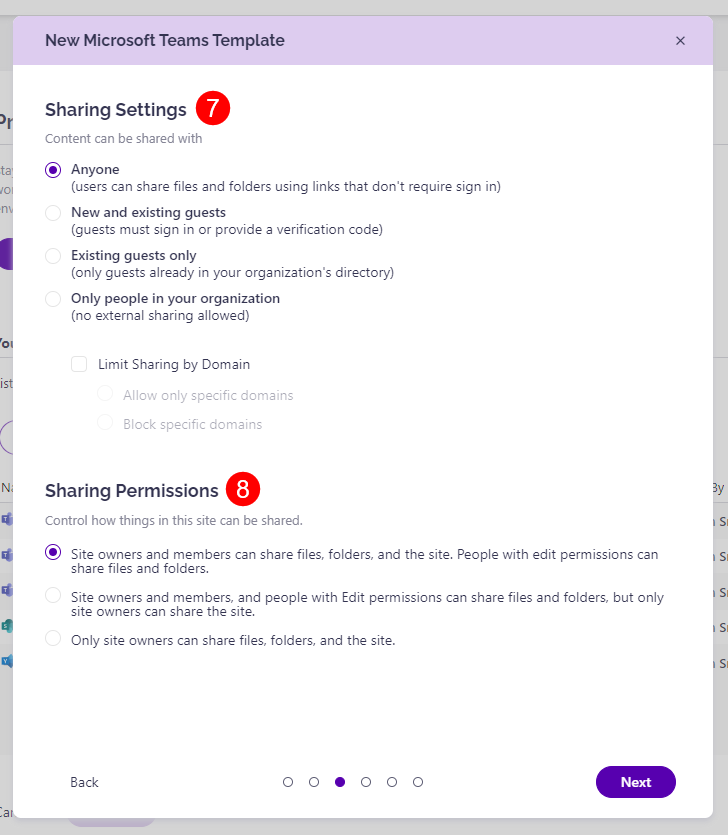 New Microsoft Teams Template
×
Sharing Settings 7
Content can be shared with
Anyone
(users can share files and folders using links that don't require sign in)
New and existing guests
(guests must sign in or provide a verification code)
Existing guests only
(only guests already in your organization's directory)
Only people in your organization
(no external sharing allowed)
Limit Sharing by Domain
Allow only specific domains
Block specific domains
Sharing Permissions 8
By
Control how things in this site can be shared.
Site owners and members can share files, folders, and the site. People with edit permissions can
share files and folders.
Site owners and members, and people with Edit permissions can share files and folders, but only
site owners can share the site.
Only site owners can share files, folders, and the site.
Back
Next